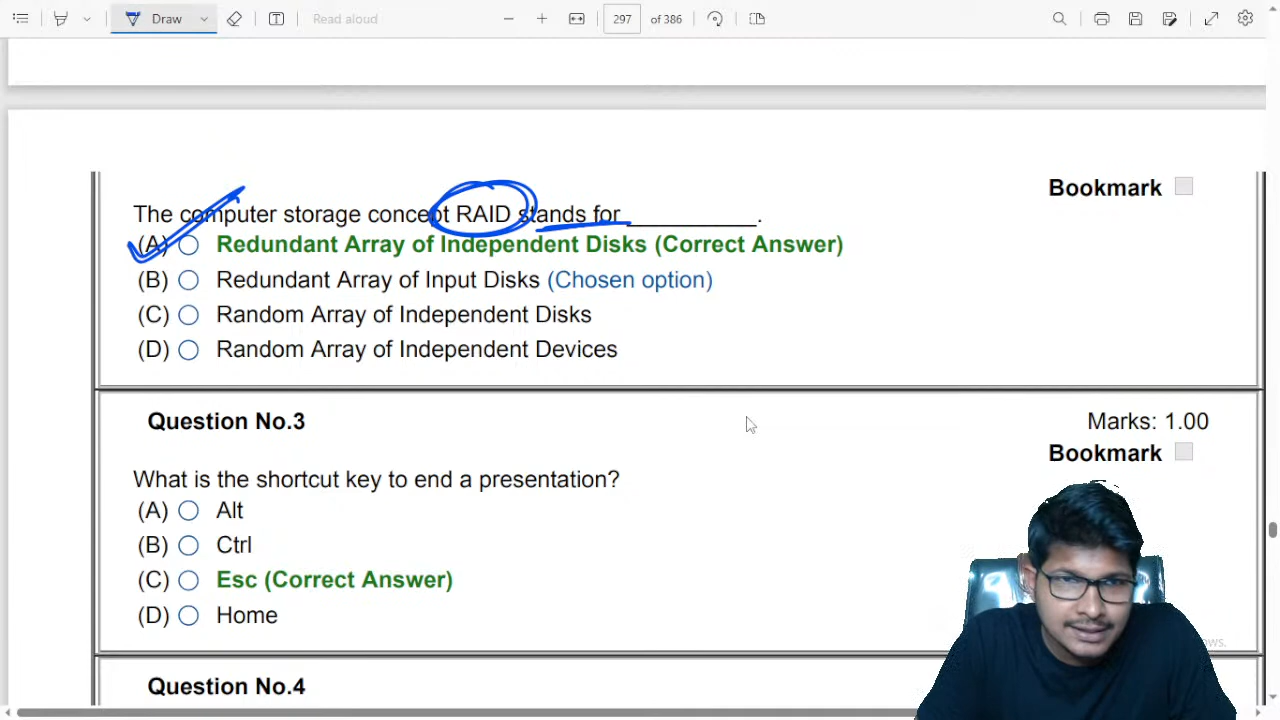 Draw
Read aloud
297 of 386
Bookmark
The computer storage concept RAID stands for __________.
(A) Redundant Array of Independent Disks (Correct Answer)
(B) Redundant Array of Input Disks (Chosen option)
(C) Random Array of Independent Disks
(D) Random Array of Independent Devices
Question No.3
Marks: 1.00
Bookmark
What is the shortcut key to end a presentation?
(A) Alt
(B) Ctrl
(C) Esc (Correct Answer)
(D) Home
Question No.4